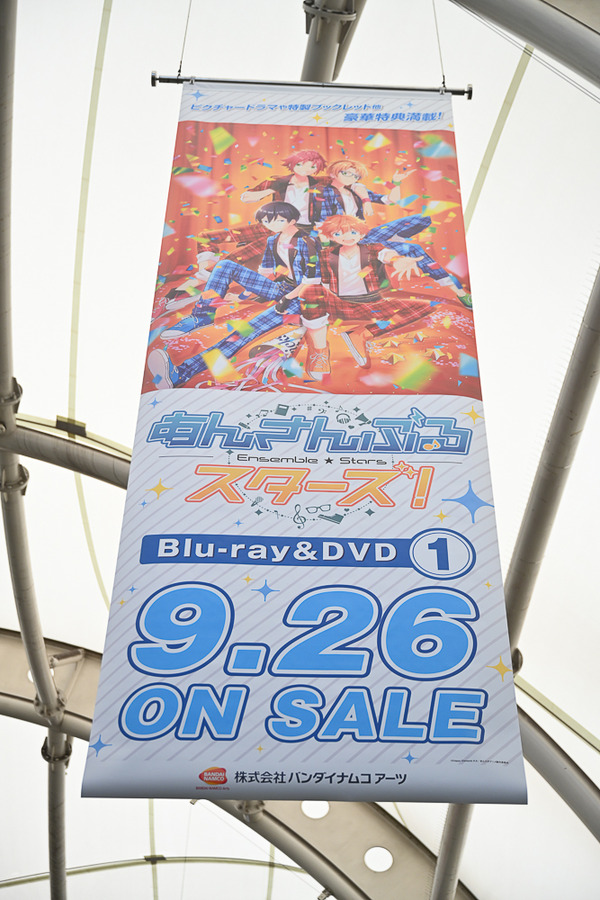 ピクチャードラマや特製ブックレット他!
豪華特典満載!
あんさんぶる
Ensemble ★ Stars
スターズ!
Blu-ray&DVD 1
9.26
ON SALE
BANDAI NAMCO
株式会社 バンダイナムコ アーツ